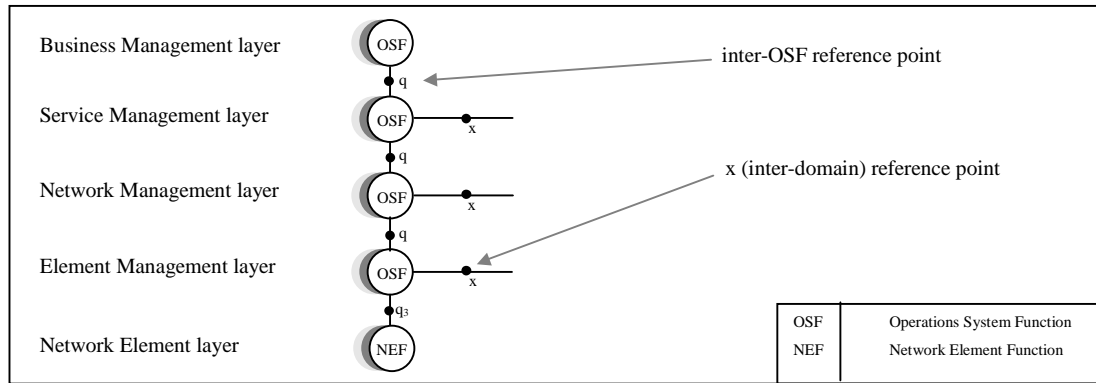 Business Management layer
OSF
q
inter-OSF reference point
Service Management layer
OSF
x
q
x (inter-domain) reference point
Network Management layer
OSF
x
q
Element Management layer
OSF
x
q₃
Network Element layer
NEF
OSF Operations System Function
NEF Network Element Function